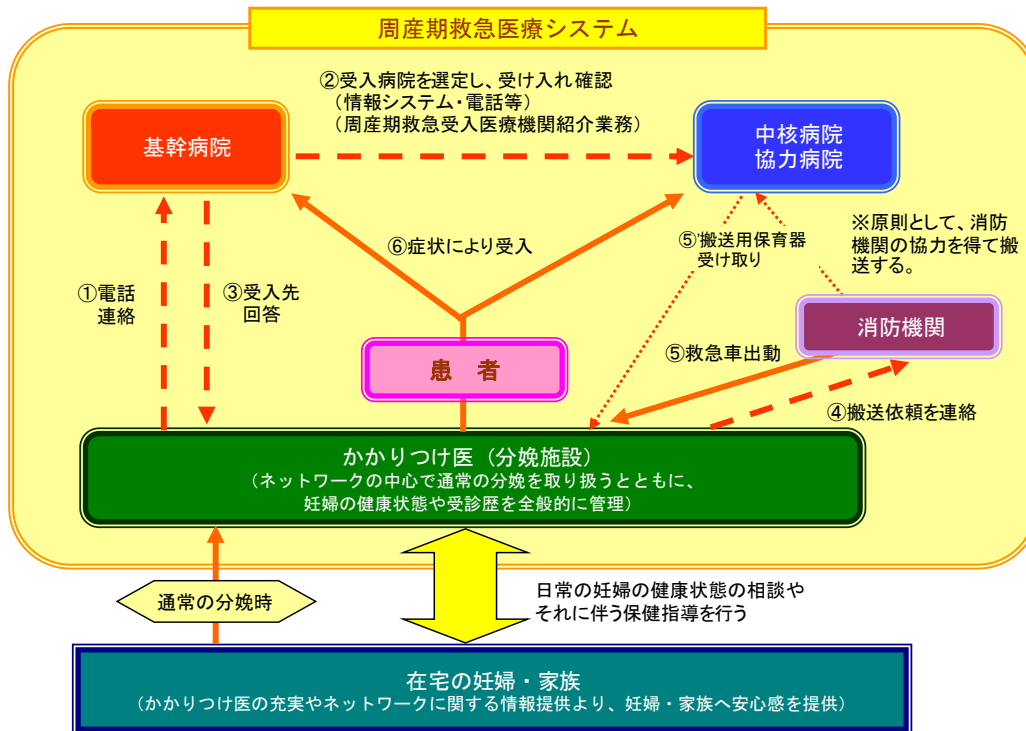 周産期救急医療システム
②受入病院を選定し、受け入れ確認
（情報システム・電話等）
（周産期救急受入医療機関紹介業務）
基幹病院
中核病院
協力病院
①電話
連絡
③受入先
回答
⑥症状により受入
⑤'搬送用保育器
受け取り
※原則として、消防
機関の協力を得て搬
送する。
消防機関
⑤救急車出動
④搬送依頼を連絡
患　者
かかりつけ医（分娩施設）
（ネットワークの中心で通常の分娩を取り扱うとともに、
妊婦の健康状態や受診歴を全般的に管理）
通常の分娩時
日常の妊婦の健康状態の相談や
それに伴う保健指導を行う
在宅の妊婦・家族
（かかりつけ医の充実やネットワークに関する情報提供より、妊婦・家族へ安心感を提供）